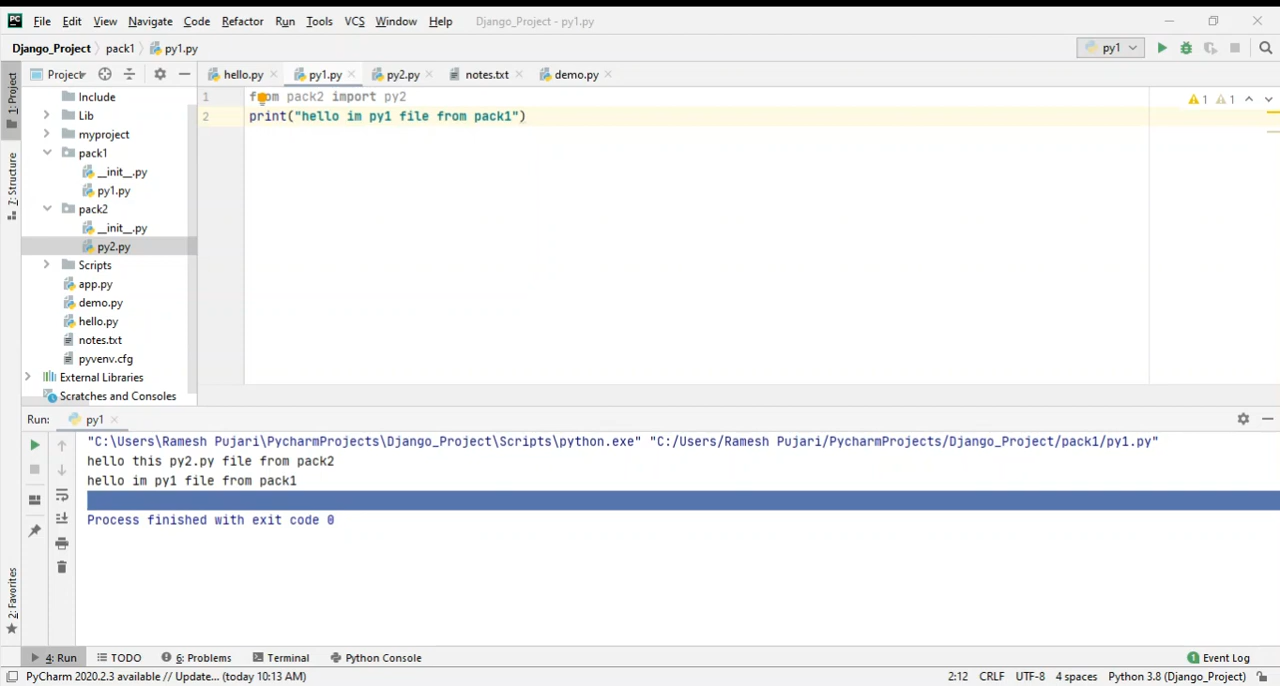 PC File Edit View Navigate Code Refactor Run Tools VCS Window Help Django_Project - py1.py
Django_Project pack1 py1.py py1
1: Project
Project
hello.py py1.py py2.py notes.txt demo.py
Include
Lib
myproject
pack1
__init__.py
py1.py
pack2
__init__.py
py2.py
Scripts
app.py
demo.py
hello.py
notes.txt
pyvenv.cfg
External Libraries
Scratches and Consoles
7: Structure
1 from pack2 import py2
2 print("hello im py1 file from pack1")
1 1
Run: py1
"C:\Users\Ramesh Pujari\PycharmProjects\Django_Project\Scripts\python.exe" "C:/Users/Ramesh Pujari/PycharmProjects/Django_Project/pack1/py1.py"
hello this py2.py file from pack2
hello im py1 file from pack1
Process finished with exit code 0
2: Favorites
4: Run TODO 6: Problems Terminal Python Console 1 Event Log
PyCharm 2020.2.3 available // Update... (today 10:13 AM) 2:12 CRLF UTF-8 4 spaces Python 3.8 (Django_Project)